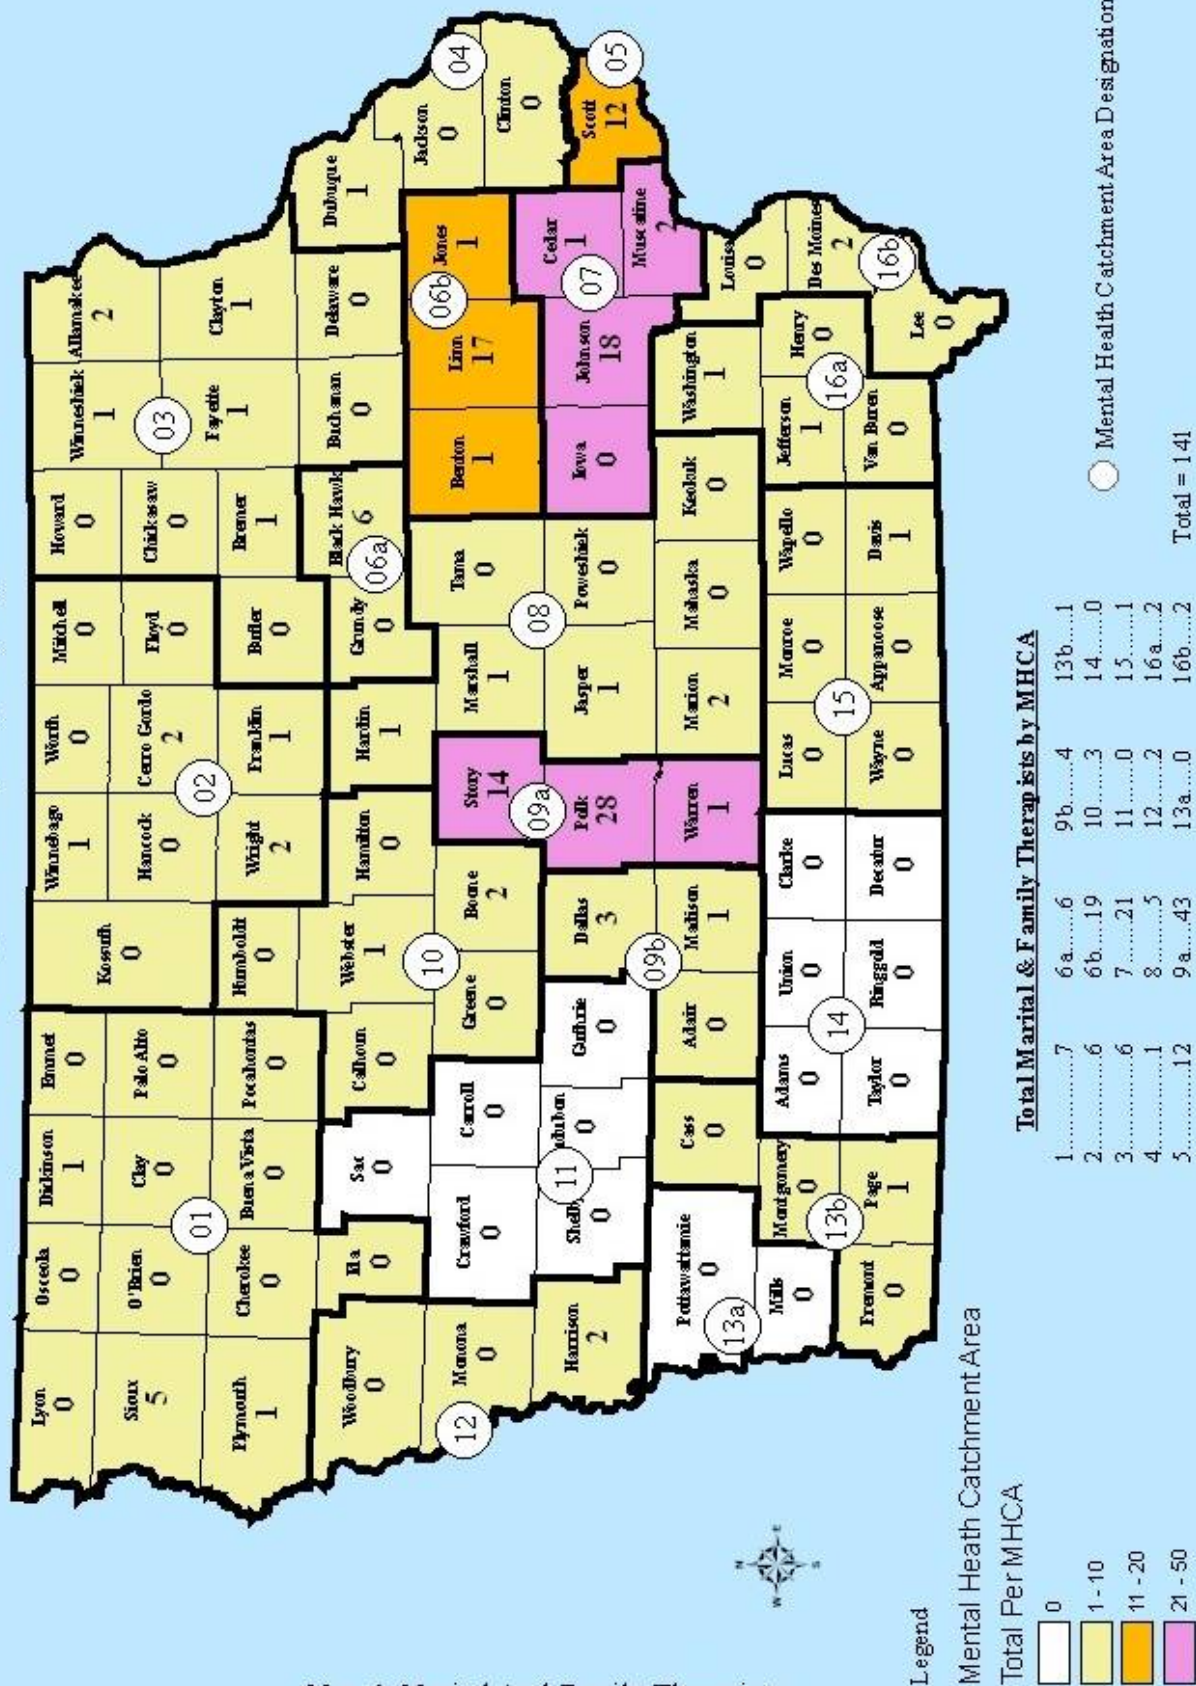 Lyon
0
Osceola
0
Dickinson
1
Emmet
0
Kossuth
0
Winnebago
1
Worth
0
Mitchell
0
Howard
0
Winneshiek
1
Allamakee
2
Sioux
5
O'Brien
0
Clay
0
Palo Alto
0
Hancock
0
Cerro Gordo
2
Floyd
0
Chickasaw
0
03
Fayette
1
Clayton
1
01
02
Plymouth
1
Cherokee
0
Buena Vista
0
Pocahontas
0
Humboldt
0
Wright
2
Franklin
1
Butler
0
Bremer
1
Woodbury
0
Ida
0
Sac
0
Calhoun
0
Webster
1
Hamilton
0
Hardin
1
Grundy
0
Black Hawk
6
06a
Buchanan
0
Delaware
0
Dubuque
1
12
Monona
0
Crawford
0
Carroll
0
Greene
0
10
Boone
2
Story
14
Marshall
1
Tama
0
Benton
1
Linn
17
06b
Jones
1
Jackson
0
04
Clinton
0
Harrison
2
Shelby
0
11
0
Guthrie
0
Dallas
3
09a
Polk
28
Jasper
1
08
Poweshiek
0
Iowa
0
Johnson
18
07
Cedar
1
Muscatine
2
Scott
12
05
Pottawattamie
0
Cass
0
Adair
0
09b
Madison
1
Warren
1
Marion
2
Mahaska
0
Keokuk
0
Washington
1
Louisa
0
13a
Mills
0
Montgomery
0
Adams
0
Union
0
Clarke
0
Lucas
0
Monroe
0
Wapello
0
Jefferson
1
Henry
0
Des Moines
2
13b
14
15
16a
16b
Fremont
0
Page
1
Taylor
0
Ringgold
0
Decatur
0
Wayne
0
Appanoose
0
Davis
1
Van Buren
0
Lee
0
N
W E
S
Legend
Mental Heath Catchment Area
Total Per MHCA
0
1 - 10
11 - 20
21 - 50
Total Marital & Family Therapists by MHCA
1..............7 6a.......6 9b.........4 13b.....1
2..............6 6b.....19 10.........3 14.......0
3..............6 7.......21 11.........0 15.......1
4..............1 8.........5 12.........2 16a.....2
5............12 9a.....43 13a.......0 16b.....2
Total = 141
Mental Health Catchment Area Designation